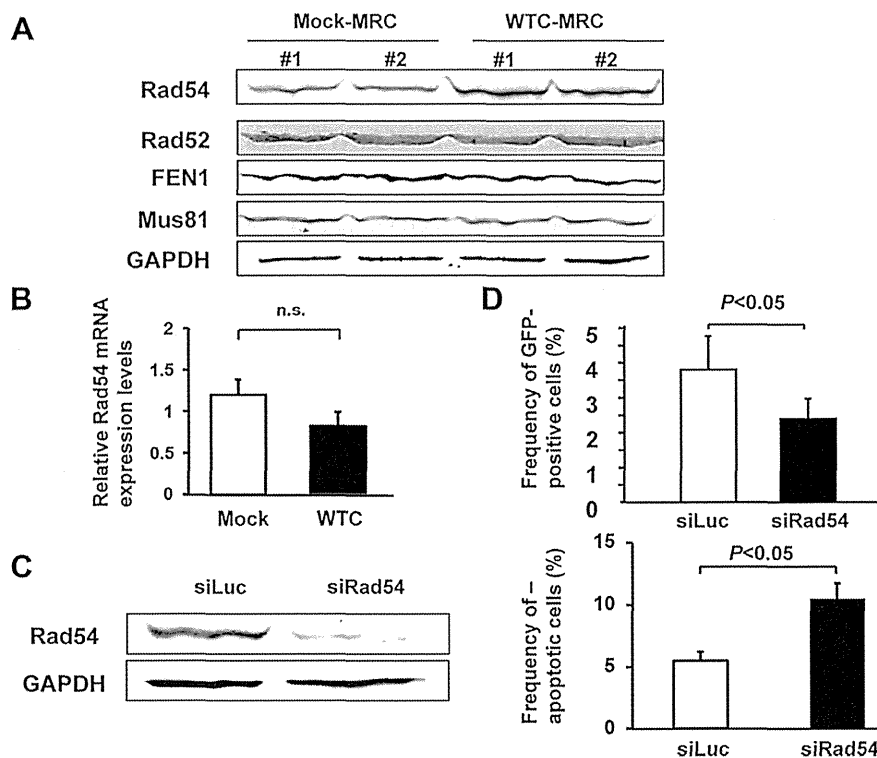 A
Mock-MRC WTC-MRC
#1 #2 #1 #2
Rad54
Rad52
FEN1
Mus81
GAPDH
B
Relative Rad54 mRNA
expression levels
2
1.5
1
0.5
0
n.s.
Mock WTC
C
siLuc siRad54
Rad54
GAPDH
D
Frequency of GFP-
positive cells (%)
5
4
3
2
4
0
P<0.05
siLuc siRad54
Frequency of –
apoptotic cells (%)
15
10
5
0
P<0.05
siLuc siRad54